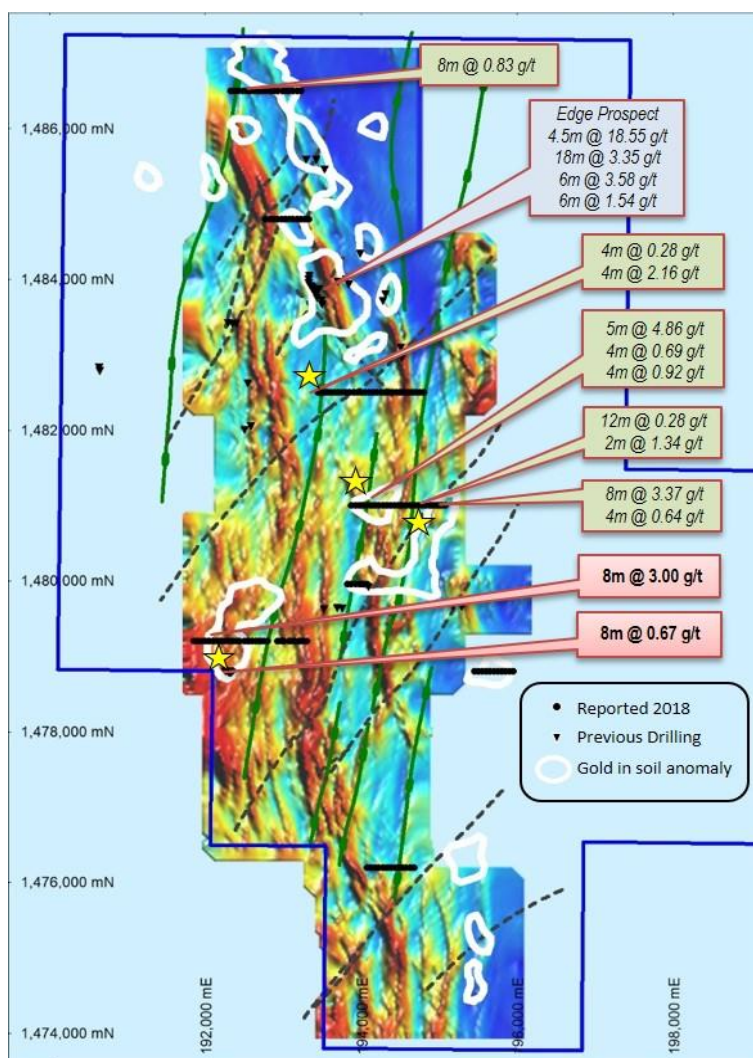 8m @ 0.83 g/t
1,486,000 mN
Edge Prospect
4.5m @ 18.55 g/t
18m @ 3.35 g/t
6m @ 3.58 g/t
6m @ 1.54 g/t
4m @ 0.28 g/t
4m @ 2.16 g/t
1,484,000 mN
5m @ 4.86 g/t
4m @ 0.69 g/t
4m @ 0.92 g/t
1,482,000 mN
12m @ 0.28 g/t
2m @ 1.34 g/t
8m @ 3.37 g/t
4m @ 0.64 g/t
1,480,000 mN
8m @ 3.00 g/t
8m @ 0.67 g/t
1,478,000 mN
Reported 2018
Previous Drilling
Gold in soil anomaly
1,476,000 mN
1,474,000 mN
192,000 mE
194,000 mE
196,000 mE
198,000 mE